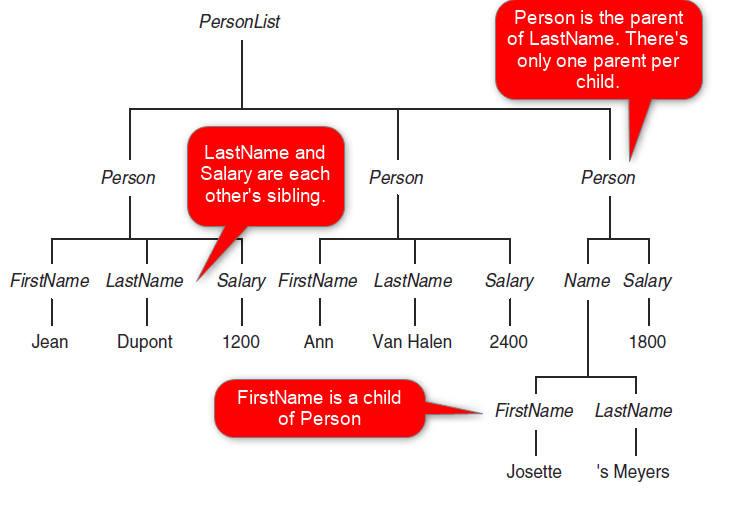 PersonList
Person is the parent
of LastName. There's
only one parent per
child.
LastName and
Salary are each
other's sibling.
Person Person Person
FirstName LastName Salary FirstName LastName Salary Name Salary
Jean Dupont 1200 Ann Van Halen 2400 1800
FirstName is a child
of Person
FirstName LastName
Josette 's Meyers